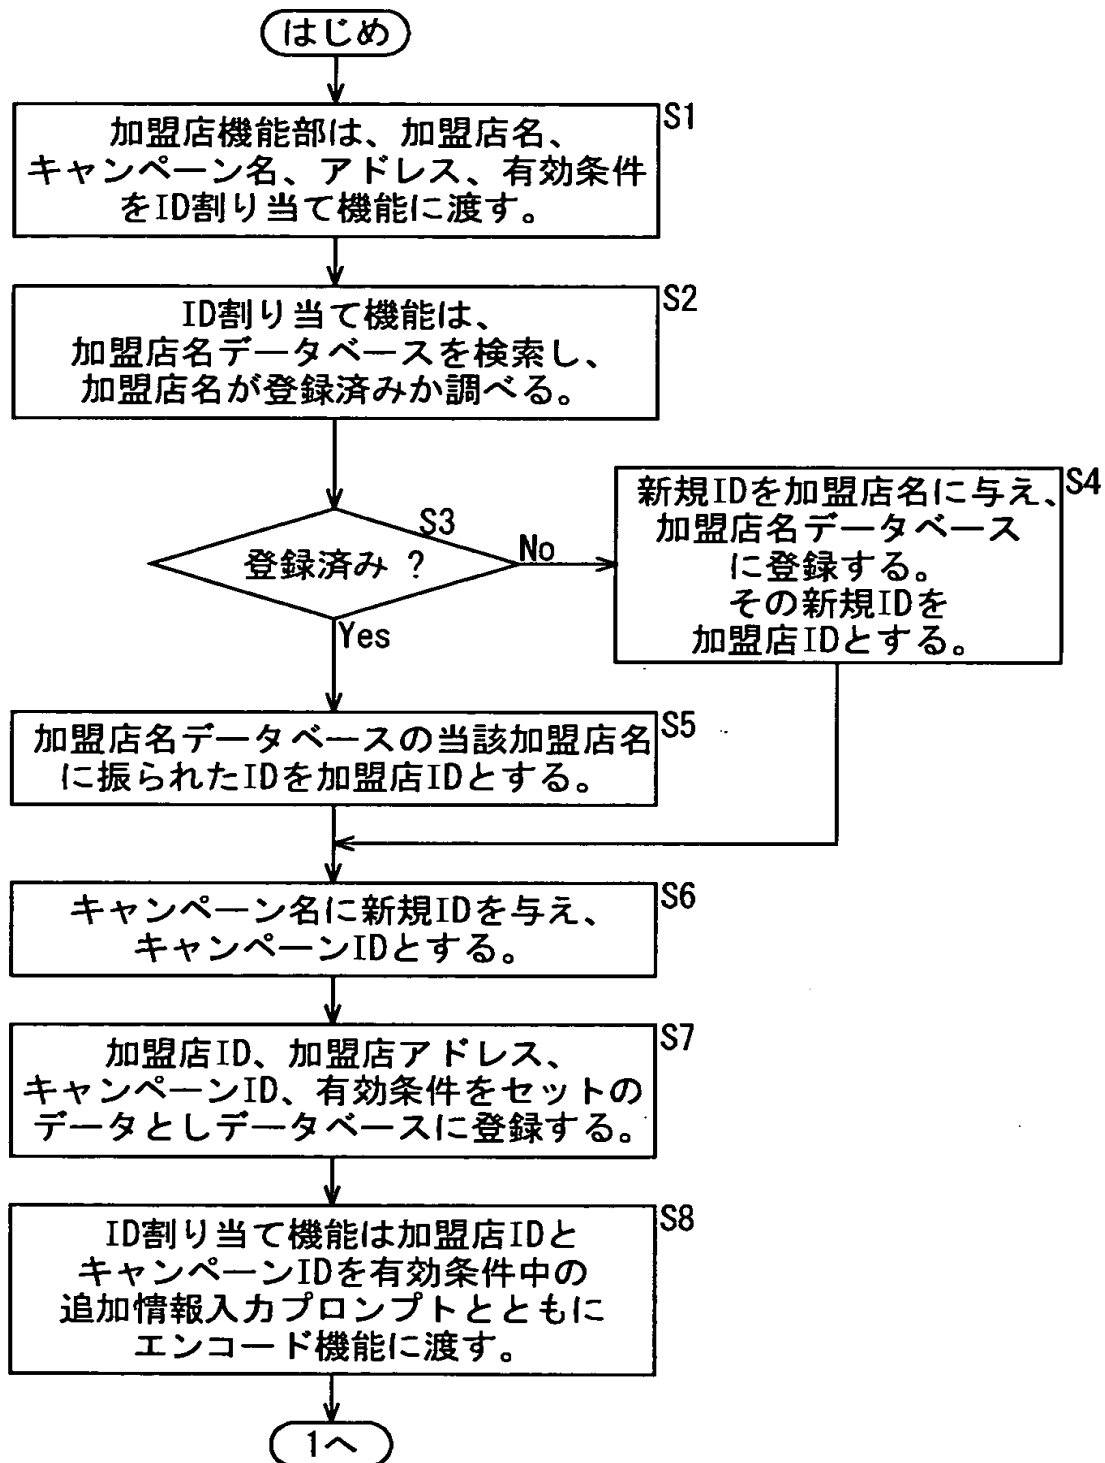 はじめ
S1
加盟店機能部は、加盟店名、
キャンペーン名、アドレス、有効条件
をID割り当て機能に渡す。
S2
ID割り当て機能は、
加盟店名データベースを検索し、
加盟店名が登録済みか調べる。
S3
登録済み ?
No
Yes
S4
新規IDを加盟店名に与え、
加盟店名データベース
に登録する。
その新規IDを
加盟店IDとする。
S5
加盟店名データベースの当該加盟店名
に振られたIDを加盟店IDとする。
S6
キャンペーン名に新規IDを与え、
キャンペーンIDとする。
S7
加盟店ID、加盟店アドレス、
キャンペーンID、有効条件をセットの
データとしデータベースに登録する。
S8
ID割り当て機能は加盟店IDと
キャンペーンIDを有効条件中の
追加情報入力プロンプトとともに
エンコード機能に渡す。
1へ